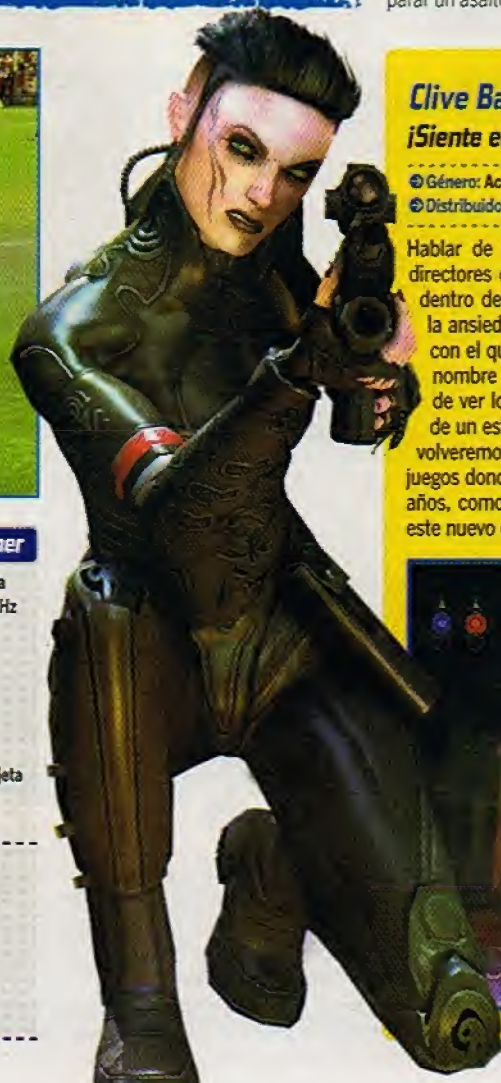 parar un asalto
Clive Ba
¡Siente e
Género: Ac
Distribuido
Hablar de
directores
dentro de
la ansied
con el qu
nombre
de ver lo
de un es
volveremo
juegos dond
años, como
este nuevo
ner
a
Hz
jeta